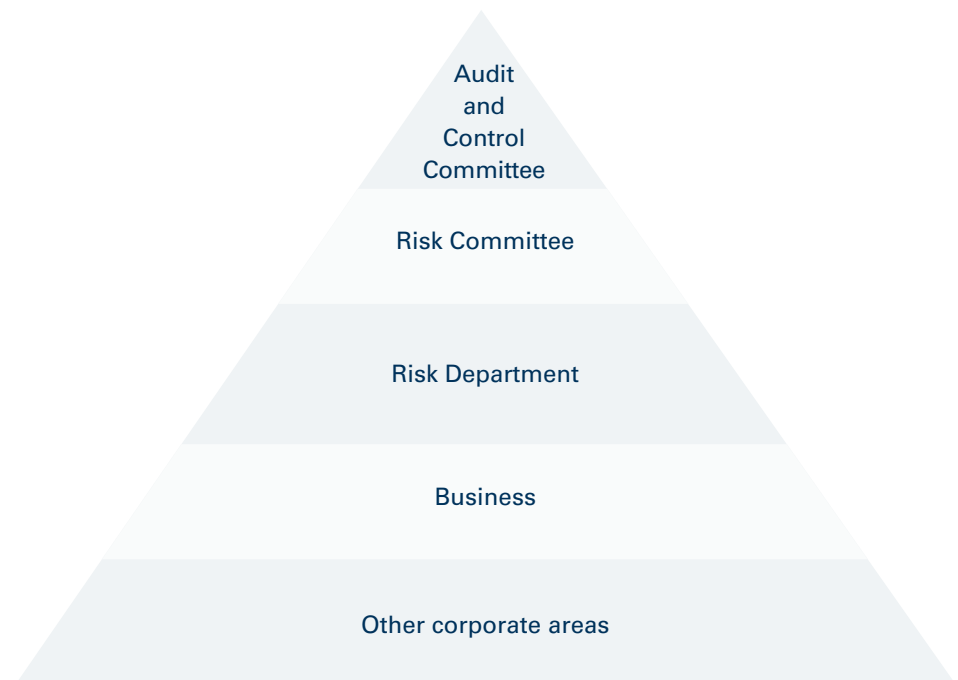 Audit
and
Control
Committee
Risk Committee
Risk Department
Business
Other corporate areas